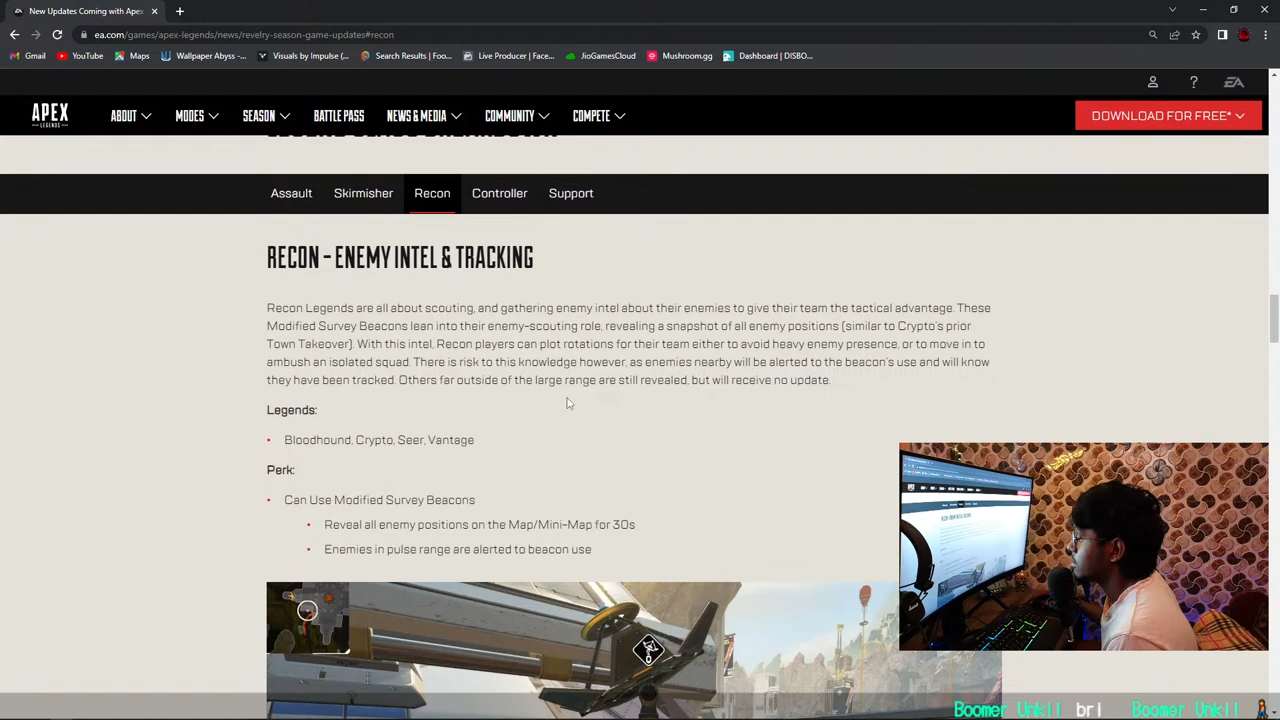 New Updates Coming with Apex
ea.com/games/apex-legends/news/revelry-season-game-updates#recon
Gmail YouTube Maps Wallpaper Abyss -... Visuals by Impulse (... Search Results | Foo... Live Producer | Face... JioGamesCloud Mushroom.gg Dashboard | DISBO...
EA
APEX LEGENDS ABOUT MODES SEASON BATTLE PASS NEWS & MEDIA COMMUNITY COMPETE DOWNLOAD FOR FREE*
Assault Skirmisher Recon Controller Support
RECON - ENEMY INTEL & TRACKING
Recon Legends are all about scouting, and gathering enemy intel about their enemies to give their team the tactical advantage. These
Modified Survey Beacons lean into their enemy-scouting role, revealing a snapshot of all enemy positions (similar to Crypto's prior
Town Takeover). With this intel, Recon players can plot rotations for their team either to avoid heavy enemy presence, or to move in to
ambush an isolated squad. There is risk to this knowledge however, as enemies nearby will be alerted to the beacon's use and will know
they have been tracked. Others far outside of the large range are still revealed, but will receive no update.
Legends:
• Bloodhound, Crypto, Seer, Vantage
Perk:
• Can Use Modified Survey Beacons
• Reveal all enemy positions on the Map/Mini-Map for 30s
• Enemies in pulse range are alerted to beacon use
Boomer Unkil bri Boomer Unkil